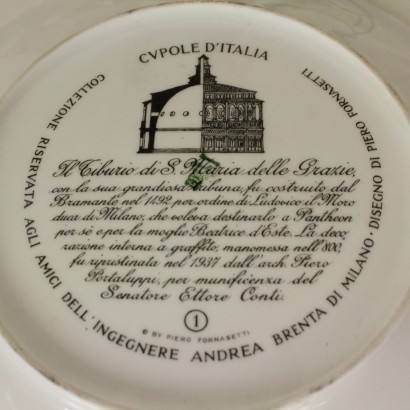 CVPOLE D'ITALIA
COLLEZIONE RISERVATA AGLI AMICI DELL'INGEGNERE ANDREA BRENTA DI MILANO · DISEGNO DI PIERO FORNASETTI
Il Tiburio di S. Maria delle Grazie,
con la sua grandiosa tribuna, fu costruito dal
Bramante nel 1492 per ordine di Ludovico il Moro
duca di Milano, che voleva destinarlo a Pantheon
per sè e per la moglie Beatrice d'Este. La deco,
razione interna a graffito, manomessa nell'800,
fu ripristinata nel 1937 dall'arch. Piero
Portaluppi, per munificenza del
Senatore Ettore Conti.
1
© BY PIERO FORNASETTI